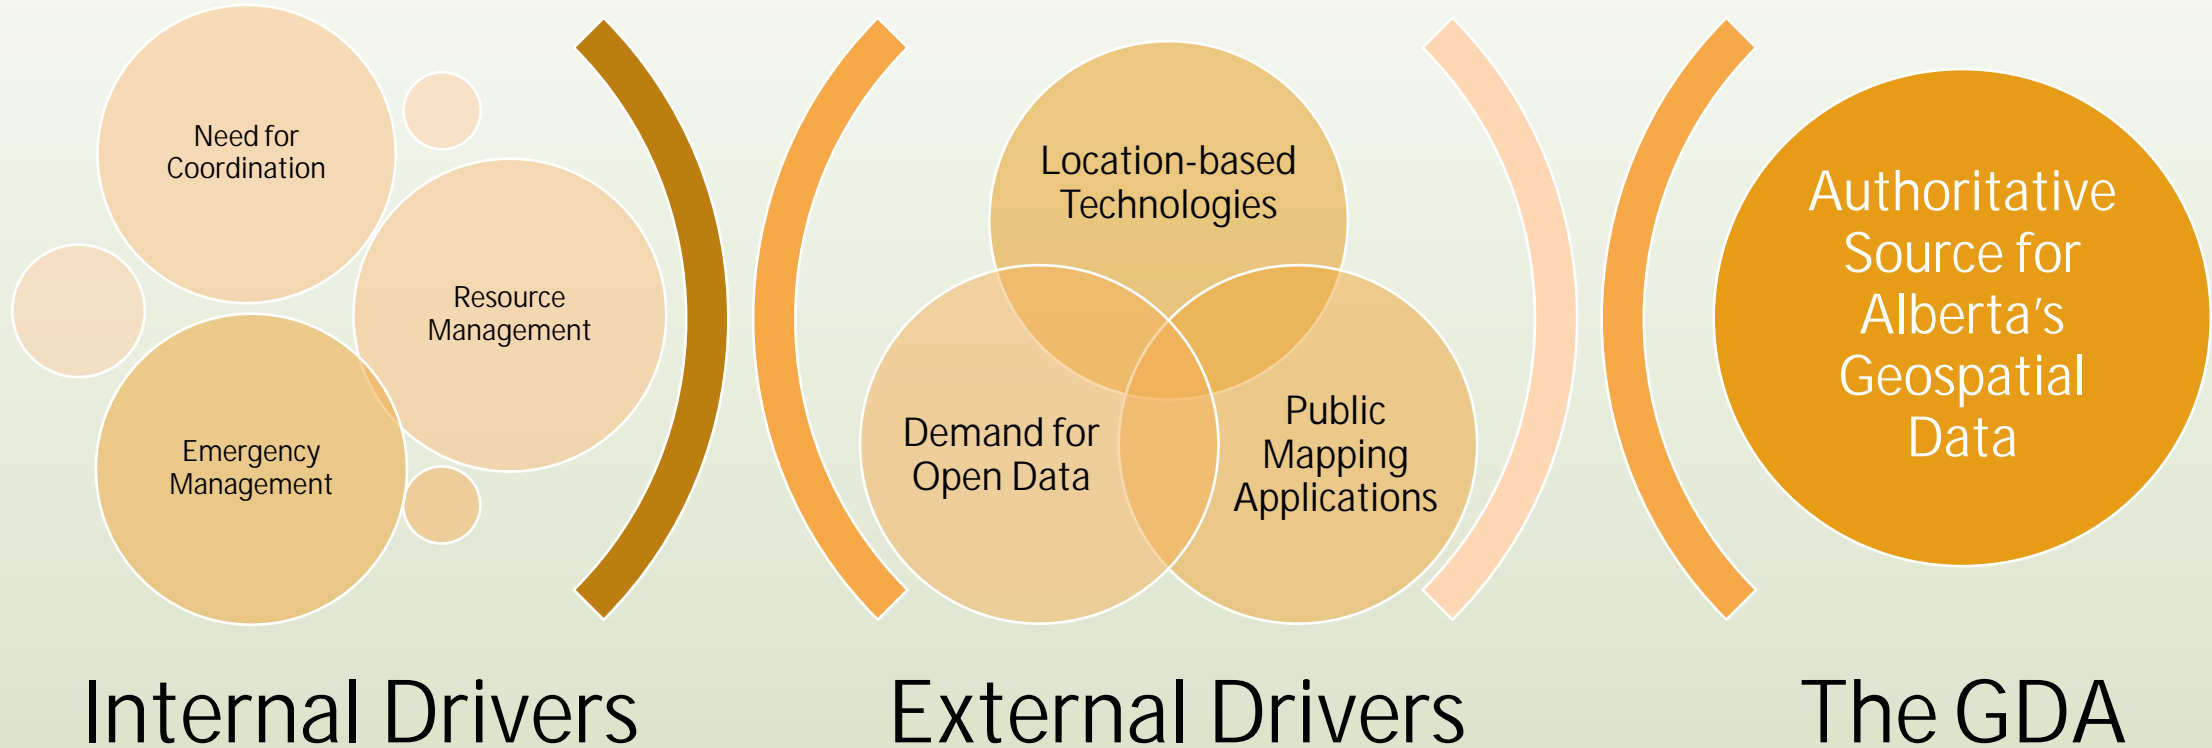 Need for
Coordination
Resource
Management
Emergency
Management
Internal Drivers
Location-based
Technologies
Demand for
Open Data
Public
Mapping
Applications
External Drivers
Authoritative
Source for
Alberta's
Geospatial
Data
The GDA